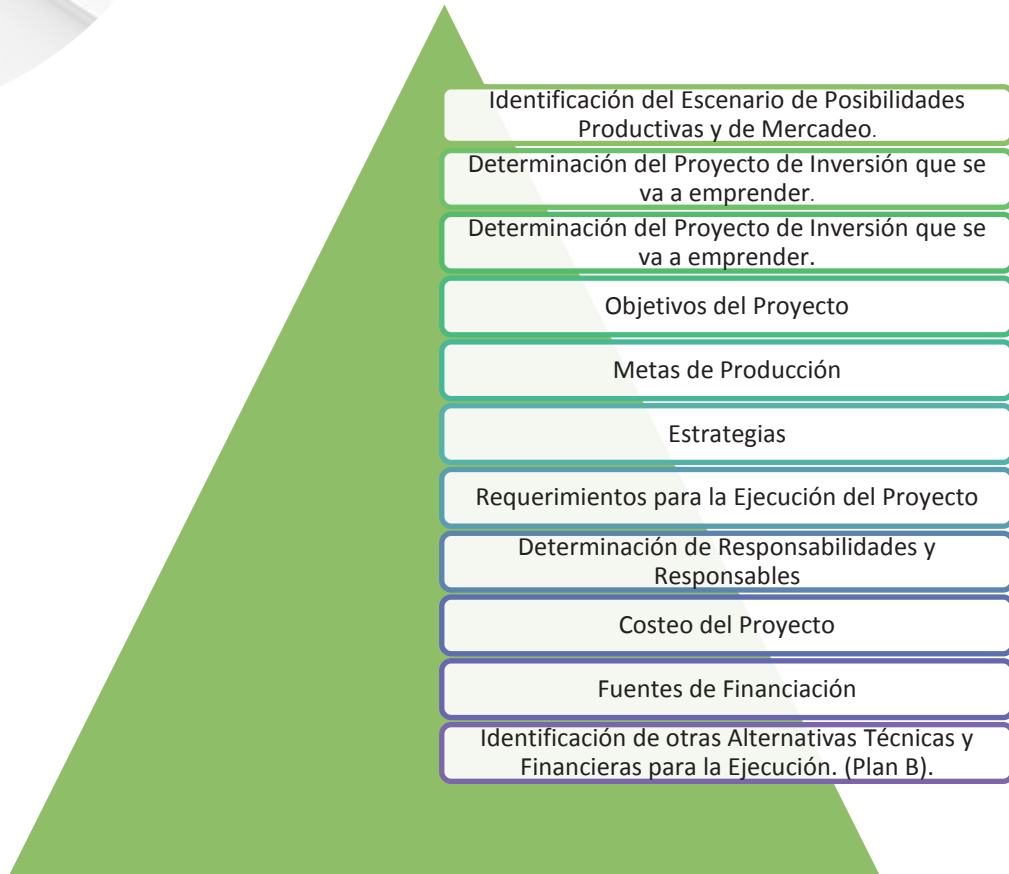 Identificación del Escenario de Posibilidades
Productivas y de Mercadeo.
Determinación del Proyecto de Inversión que se
va a emprender.
Determinación del Proyecto de Inversión que se
va a emprender.
Objetivos del Proyecto
Metas de Producción
Estrategias
Requerimientos para la Ejecución del Proyecto
Determinación de Responsabilidades y
Responsables
Costeo del Proyecto
Fuentes de Financiación
Identificación de otras Alternativas Técnicas y
Financieras para la Ejecución. (Plan B).